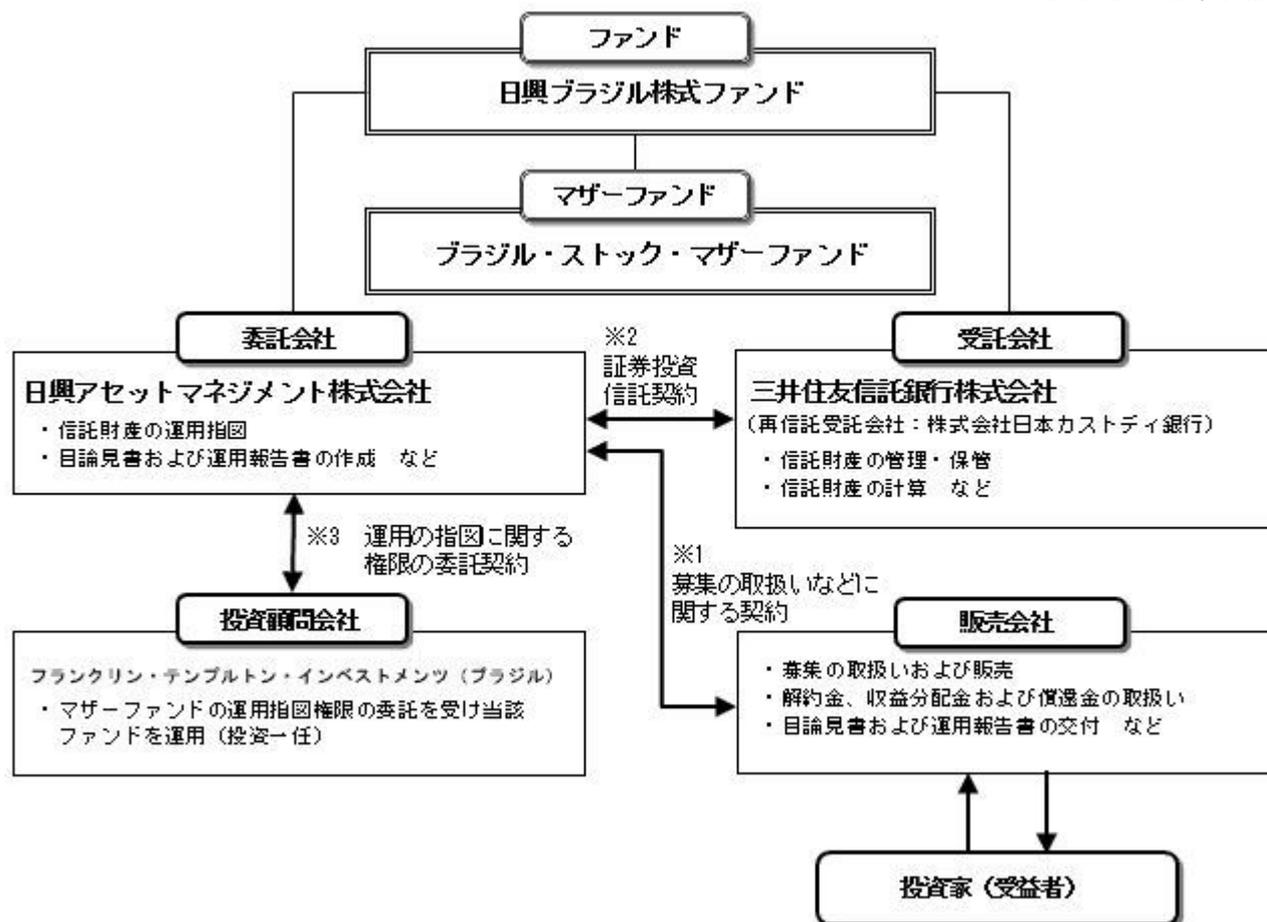 ファンド
日興ブラジル株式ファンド
マザーファンド
ブラジル・ストック・マザーファンド
委託会社
日興アセットマネジメント株式会社
・信託財産の運用指図
・目論見書および運用報告書の作成　など
※2
証券投資
信託契約
受託会社
三井住友信託銀行株式会社
（再信託受託会社：株式会社日本カストディ銀行）
・信託財産の管理・保管
・信託財産の計算　など
※3　運用の指図に関する
権限の委託契約
※1
募集の取扱いなどに
関する契約
投資顧問会社
フランクリン・テンプルトン・インベストメンツ（ブラジル）
・マザーファンドの運用指図権限の委託を受け当該
ファンドを運用（投資一任）
販売会社
・募集の取扱いおよび販売
・解約金、収益分配金および償還金の取扱い
・目論見書および運用報告書の交付　など
投資家（受益者）